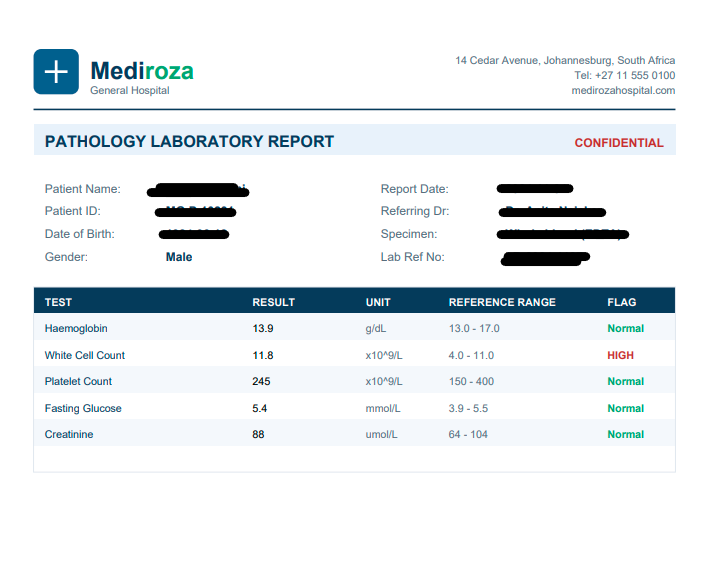 Mediroza
General Hospital
14 Cedar Avenue, Johannesburg, South Africa
Tel: +27 11 555 0100
medirozahospital.com
PATHOLOGY LABORATORY REPORT CONFIDENTIAL
Patient Name: Report Date:
Patient ID: Referring Dr:
Date of Birth: Specimen:
Gender: Male Lab Ref No:
TEST RESULT UNIT REFERENCE RANGE FLAG
Haemoglobin 13.9 g/dL 13.0 - 17.0 Normal
White Cell Count 11.8 x10^9/L 4.0 - 11.0 HIGH
Platelet Count 245 x10^9/L 150 - 400 Normal
Fasting Glucose 5.4 mmol/L 3.9 - 5.5 Normal
Creatinine 88 umol/L 64 - 104 Normal